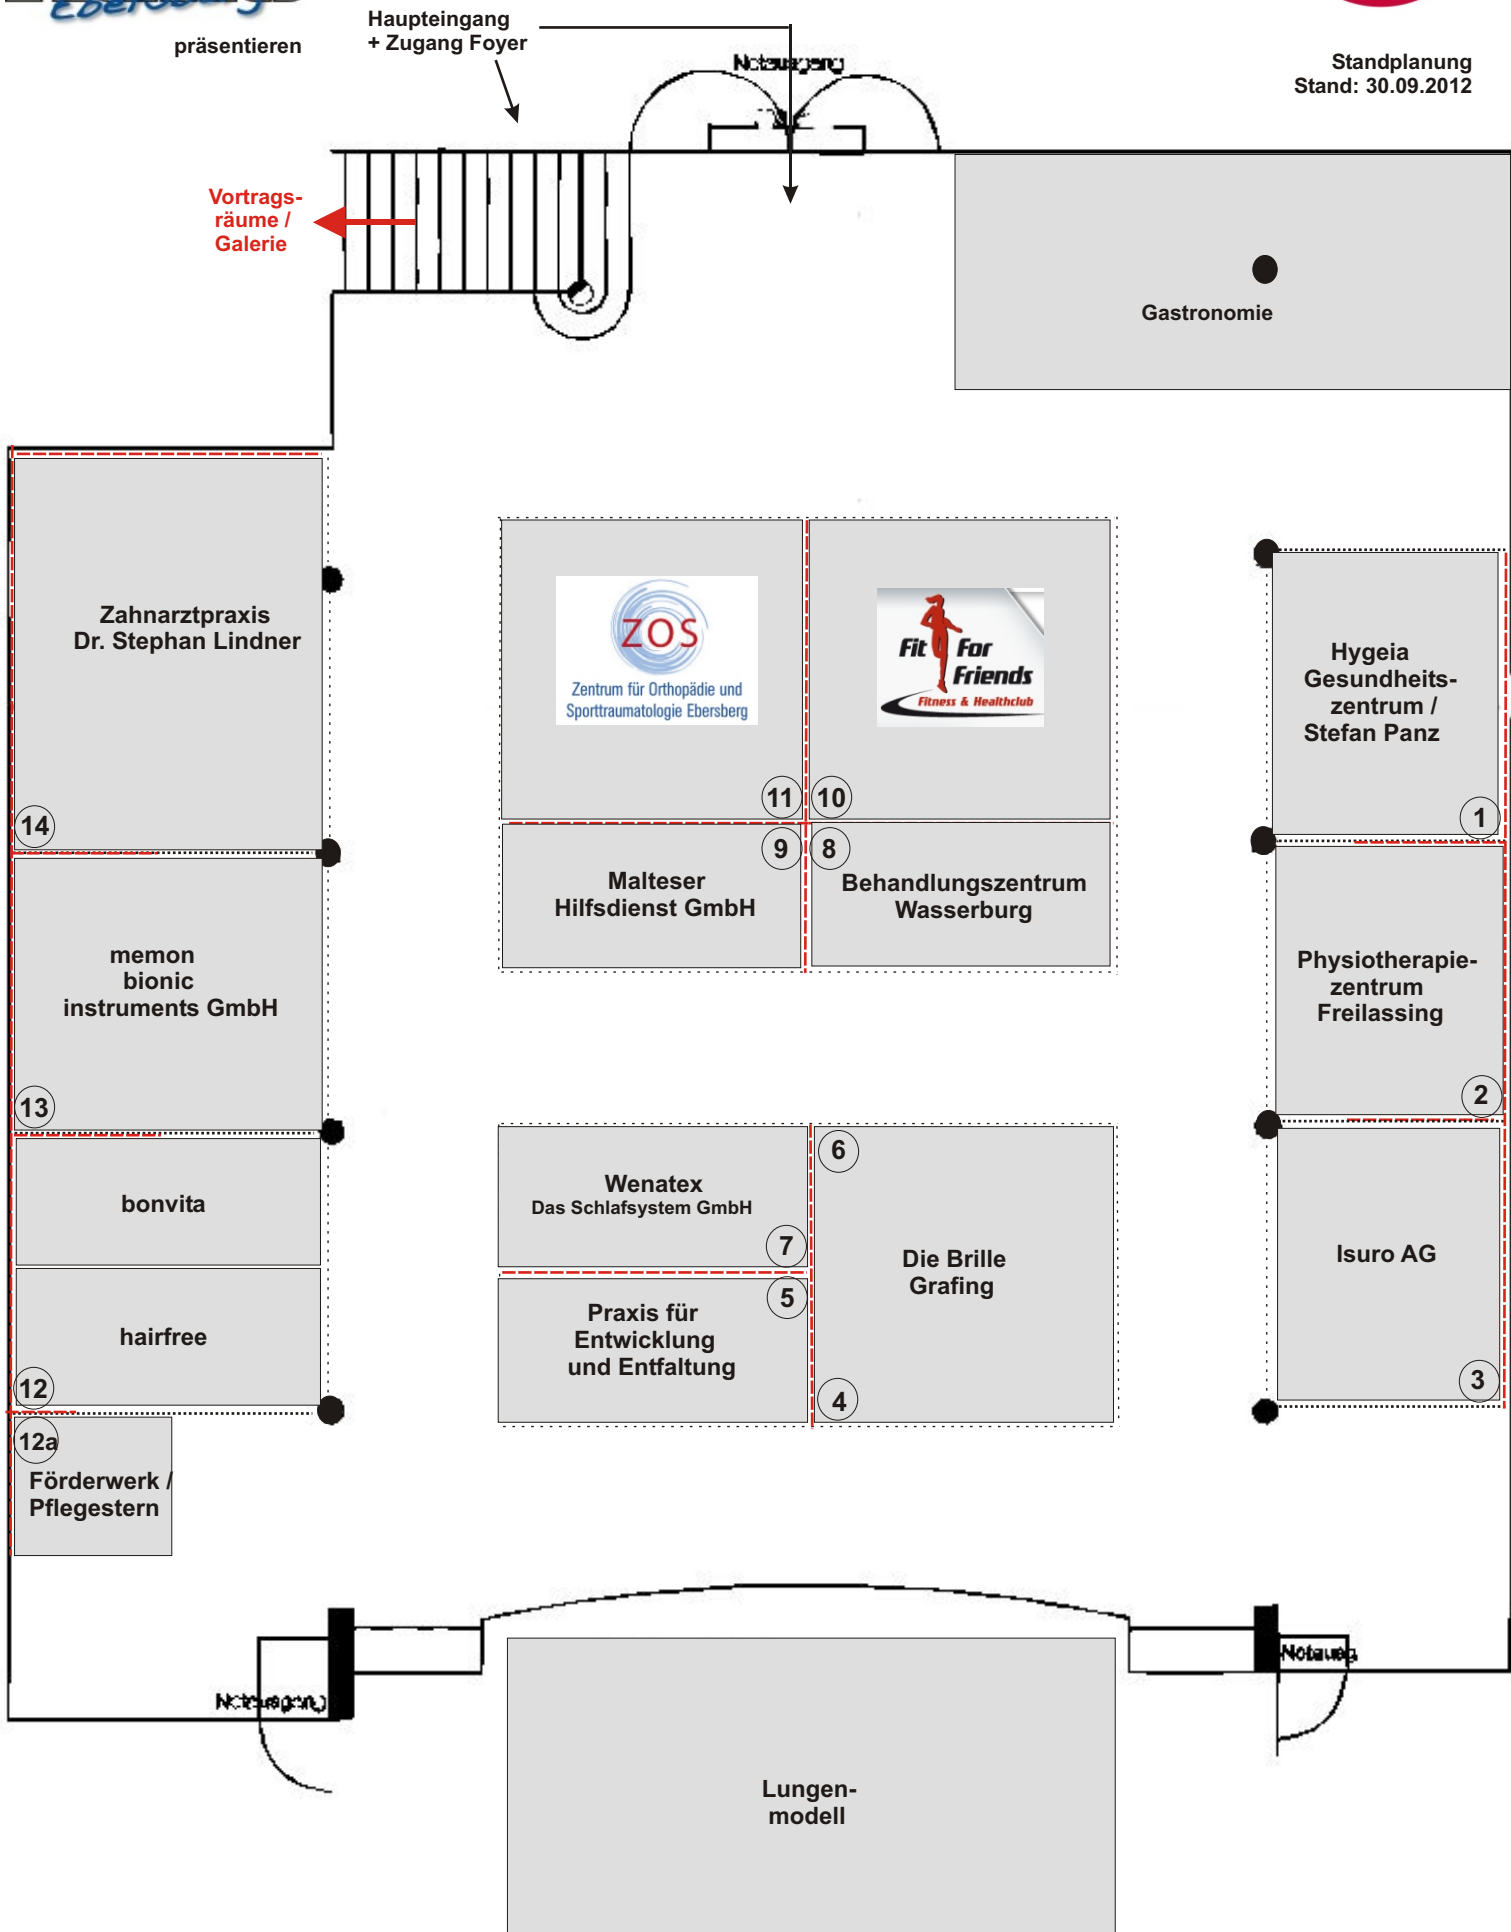 Ebersberg
präsentieren
Haupteingang
+ Zugang Foyer
Notausgang
Standplanung
Stand: 30.09.2012
Vortrags-
räume /
Galerie
Gastronomie
Zahnarztpraxis
Dr. Stephan Lindner
14
ZOS
Zentrum für Orthopädie und
Sporttraumatologie Ebersberg
11
Fit For
Friends
Fitness & Healthclub
10
Hygeia
Gesundheits-
zentrum /
Stefan Panz
1
9
Malteser
Hilfsdienst GmbH
8
Behandlungszentrum
Wasserburg
memon
bionic
instruments GmbH
13
Physiotherapie-
zentrum
Freilassing
2
bonvita
Wenatex
Das Schlafsystem GmbH
7
6
Die Brille
Grafing
4
Isuro AG
3
hairfree
12
5
Praxis für
Entwicklung
und Entfaltung
12a
Förderwerk /
Pflegestern
Notausgang
Notausg
Lungen-
modell